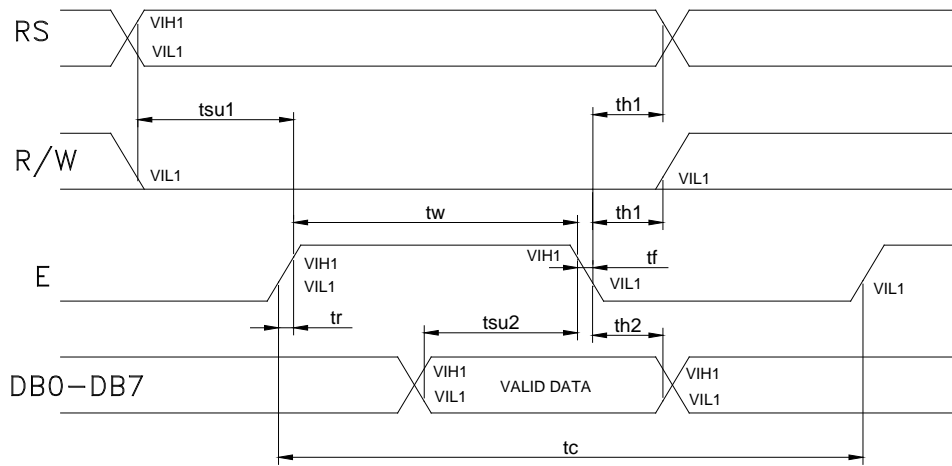 RS
VIH1
VIL1
tsu1
th1
R/W
VIL1
VIL1
tw
th1
E
VIH1
VIL1
VIH1
tf
VIL1
VIL1
tr
tsu2
th2
DB0-DB7
VIH1
VIL1
VALID DATA
VIH1
VIL1
tc